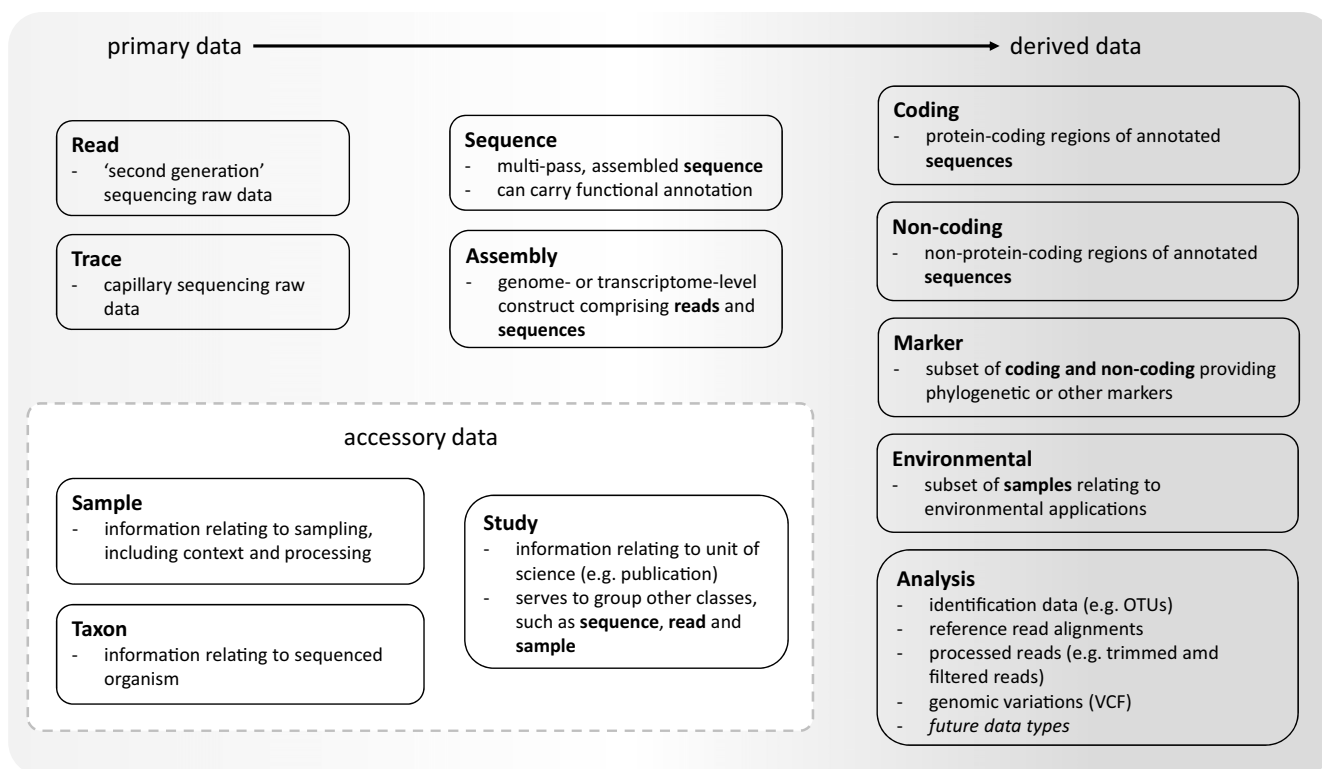 primary data
derived data
Read
- 'second generation'
sequencing raw data
Trace
- capillary sequencing raw
data
Sequence
- multi-pass, assembled sequence
- can carry functional annotation
Assembly
- genome- or transcriptome-level
construct comprising reads and
sequences
Coding
- protein-coding regions of annotated
sequences
Non-coding
- non-protein-coding regions of annotated
sequences
Marker
- subset of coding and non-coding providing
phylogenetic or other markers
Environmental
- subset of samples relating to
environmental applications
Analysis
- identification data (e.g. OTUs)
- reference read alignments
- processed reads (e.g. trimmed amd
filtered reads)
- genomic variations (VCF)
- future data types
accessory data
Sample
- information relating to sampling,
including context and processing
Taxon
- information relating to sequenced
organism
Study
- information relating to unit of
science (e.g. publication)
- serves to group other classes,
such as sequence, read and
sample